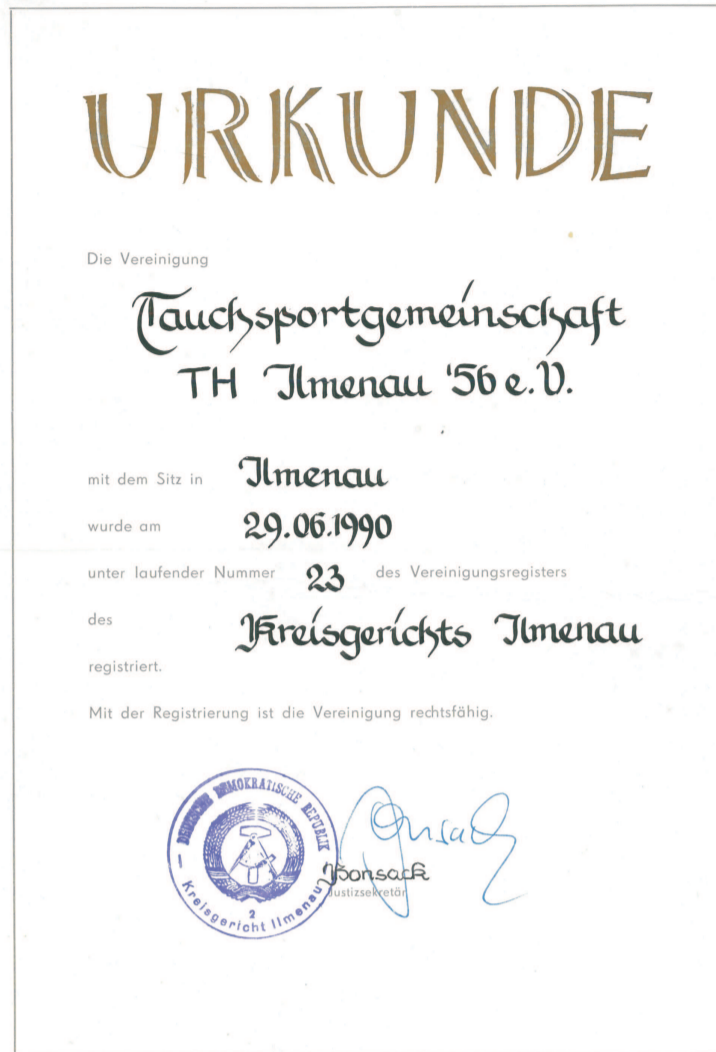 URKUNDE
Die Vereinigung
Tauchsportgemeinschaft
TH Ilmenau '56 e.V.
mit dem Sitz in Ilmenau
wurde am 29.06.1990
unter laufender Nummer 23 des Vereinigungsregisters
des Kreisgerichts Ilmenau
registriert.
Mit der Registrierung ist die Vereinigung rechtsfähig.
DEUTSCHE DEMOKRATISCHE REPUBLIK
2
Kreisgericht Ilmenau
Bonsack
Justizsekretär